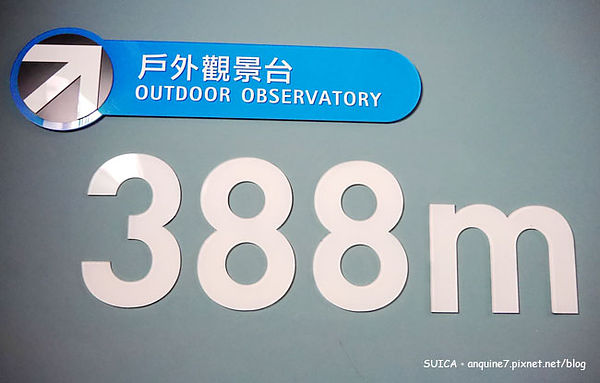 戶外觀景台
OUTDOOR OBSERVATORY
388m
SUICA · anquine7.pixnet.net/blog